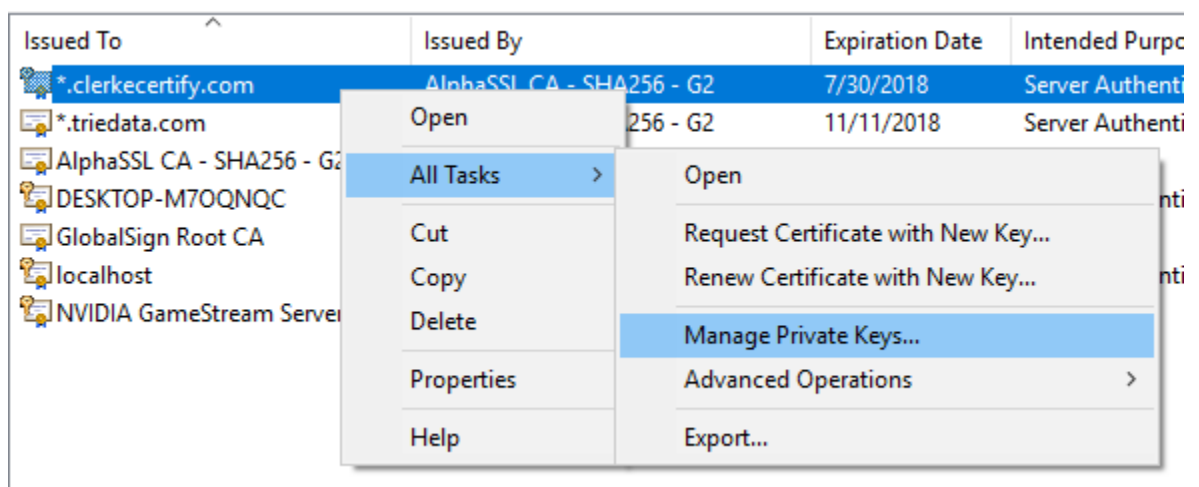 Issued To Issued By Expiration Date Intended Purpo
*.clerkecertify.com AlphaSSL CA - SHA256 - G2 7/30/2018 Server Authenti
*.triedata.com 256 - G2 11/11/2018 Server Authenti
AlphaSSL CA - SHA256 - G2
DESKTOP-M7OQNQC nti
GlobalSign Root CA
localhost nti
NVIDIA GameStream Server
Open
All Tasks
Cut
Copy
Delete
Properties
Help
Open
Request Certificate with New Key...
Renew Certificate with New Key...
Manage Private Keys...
Advanced Operations
Export...